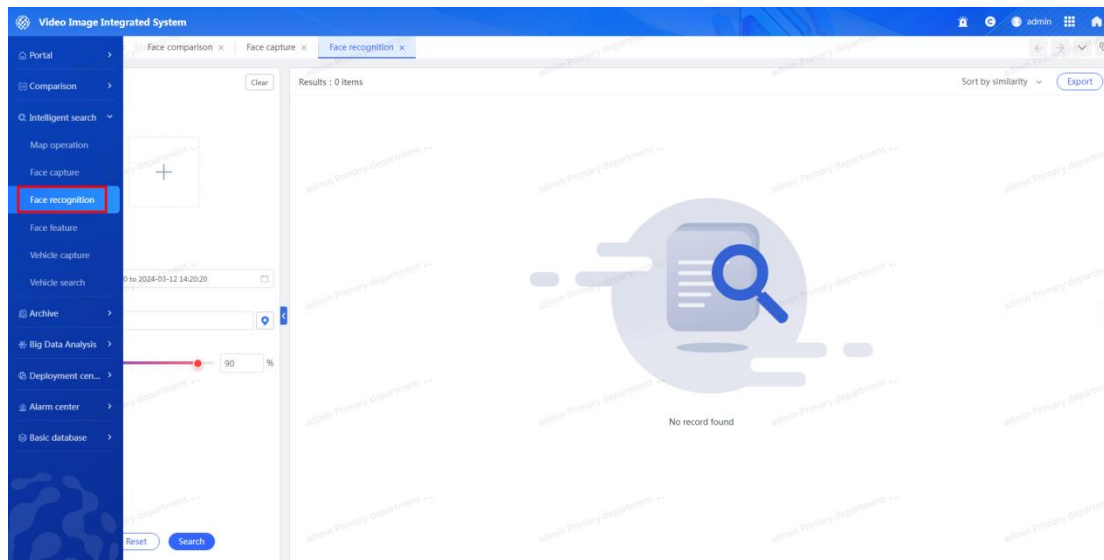 Video Image Integrated System
admin
Portal
Face comparison × Face capture × Face recognition ×
Comparison
Clear
Results : 0 items
Sort by similarity
Export
Intelligent search
Map operation
Face capture
Face recognition
Face feature
Vehicle capture
Vehicle search
0 to 2024-03-12 14:20:20
Archive
Big Data Analysis
90 %
Deployment cen...
Alarm center
No record found
Basic database
Reset
Search
admin Primary department